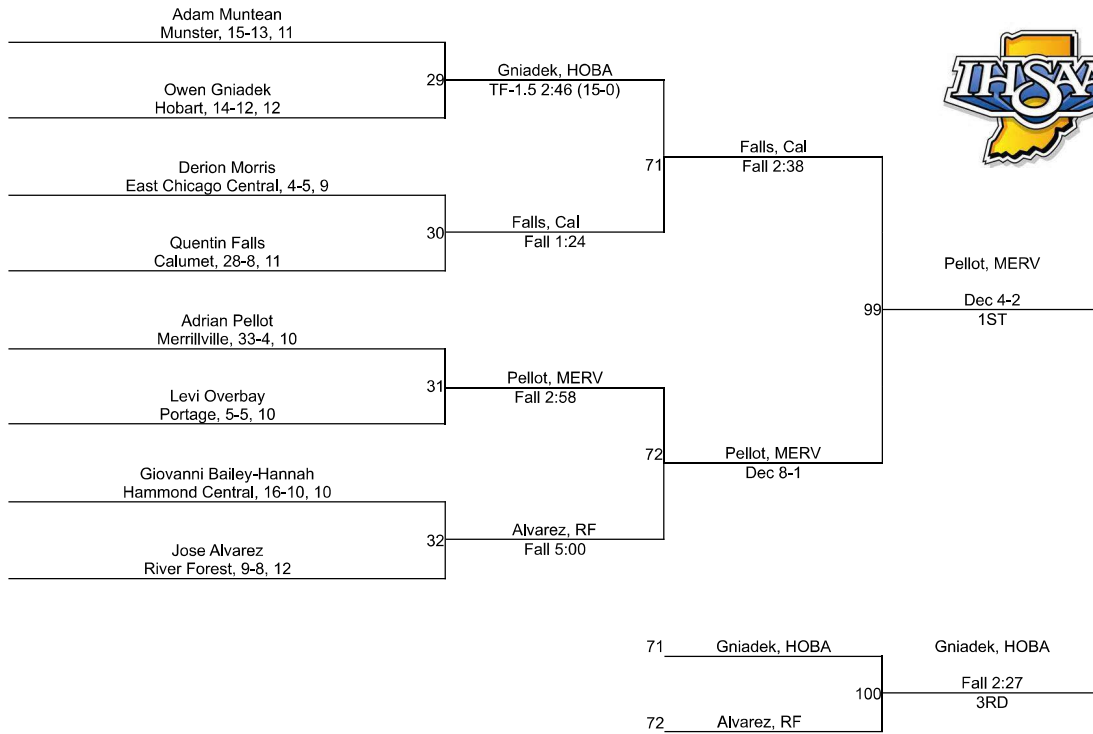 Adam Muntean
Munster, 15-13, 11
Owen Gniadek
Hobart, 14-12, 12
29
Gniadek, HOBA
TF-1.5 2:46 (15-0)
Derion Morris
East Chicago Central, 4-5, 9
Quentin Falls
Calumet, 28-8, 11
30
Falls, Cal
Fall 1:24
71
Falls, Cal
Fall 2:38
IHSAA
Adrian Pellot
Merrillville, 33-4, 10
Levi Overbay
Portage, 5-5, 10
31
Pellot, MERV
Fall 2:58
Giovanni Bailey-Hannah
Hammond Central, 16-10, 10
Jose Alvarez
River Forest, 9-8, 12
32
Alvarez, RF
Fall 5:00
72
Pellot, MERV
Dec 8-1
99
Pellot, MERV
Dec 4-2
1ST
71
Gniadek, HOBA
72
Alvarez, RF
100
Gniadek, HOBA
Fall 2:27
3RD